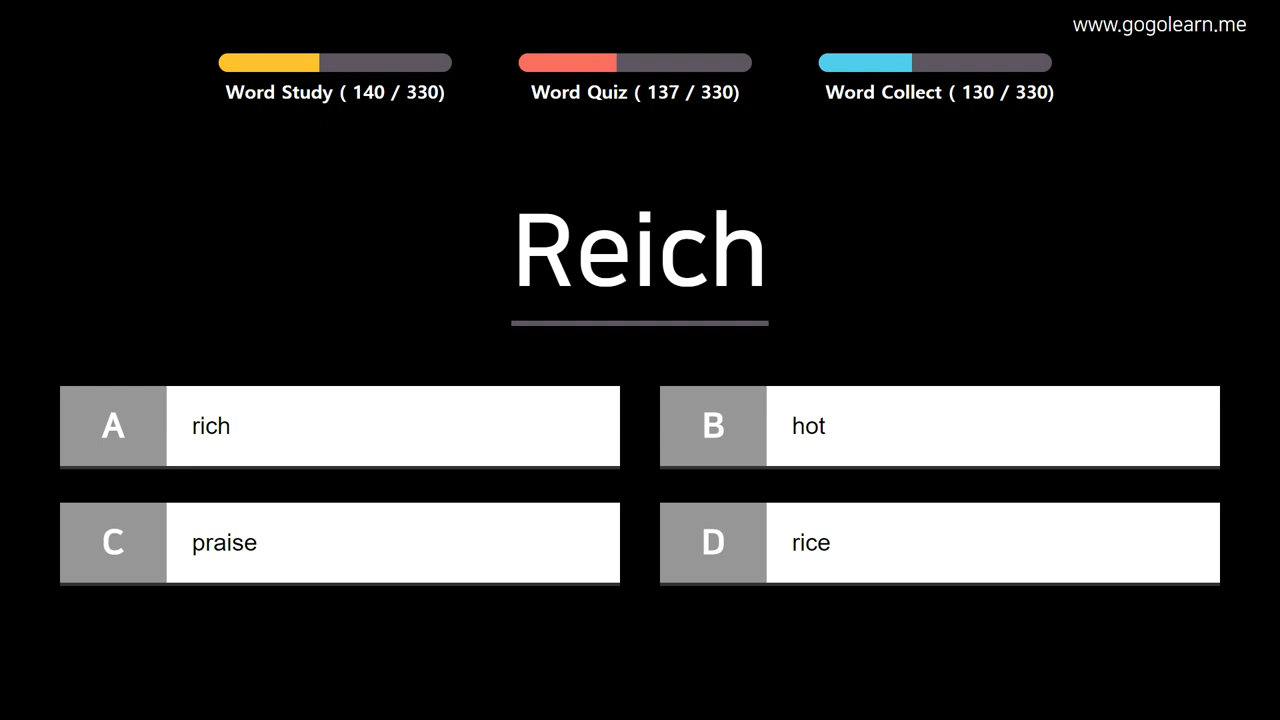 www.gogolearn.me
Word Study ( 140 / 330)
Word Quiz ( 137 / 330)
Word Collect ( 130 / 330)
Reich
A rich
B hot
C praise
D rice